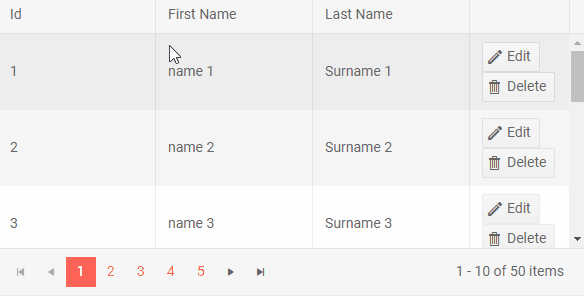 Id First Name Last Name
1 name 1 Surname 1 Edit
Delete
2 name 2 Surname 2 Edit
Delete
3 name 3 Surname 3 Edit
Delete
1 2 3 4 5 1 - 10 of 50 items